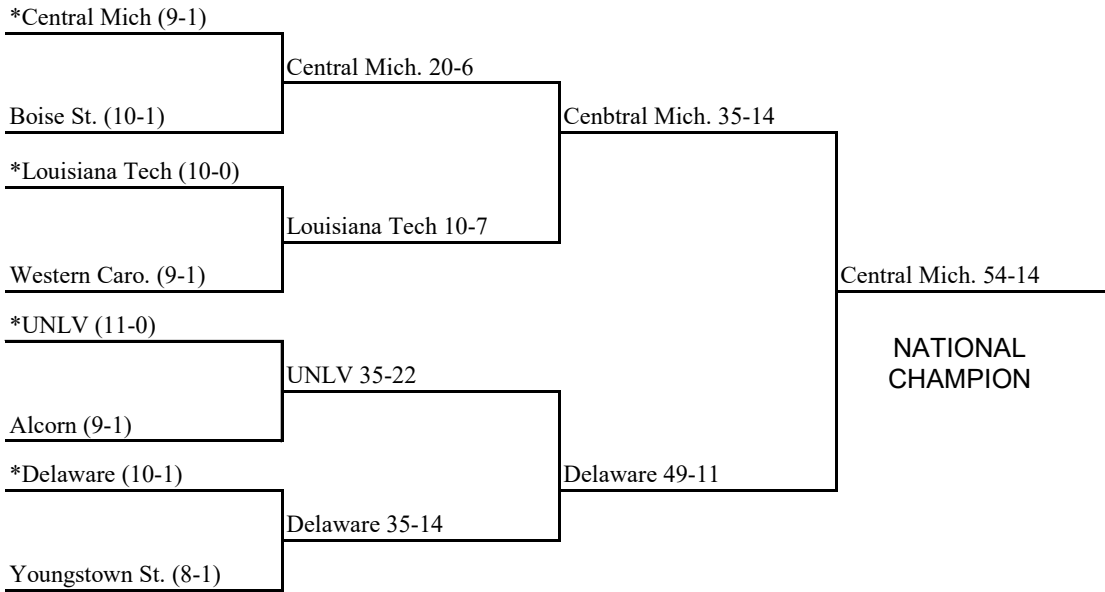 *Central Mich (9-1)
Central Mich. 20-6
Boise St. (10-1)
Cenbtral Mich. 35-14
*Louisiana Tech (10-0)
Louisiana Tech 10-7
Western Caro. (9-1)
Central Mich. 54-14
*UNLV (11-0)
NATIONAL
CHAMPION
UNLV 35-22
Alcorn (9-1)
*Delaware (10-1)
Delaware 49-11
Delaware 35-14
Youngstown St. (8-1)